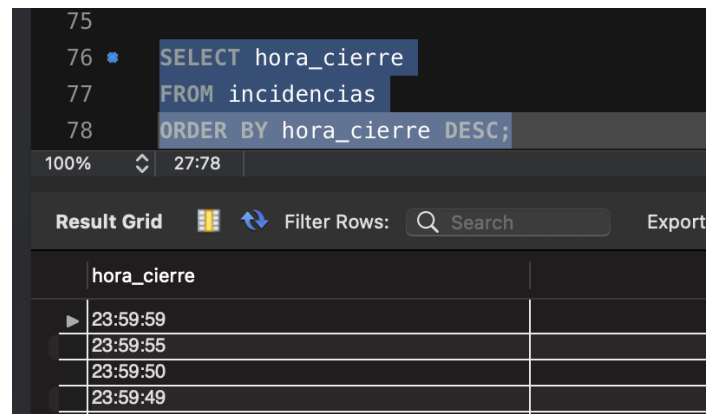 75
76 SELECT hora_cierre
77 FROM incidencias
78 ORDER BY hora_cierre DESC;
100% 27:78
Result Grid Filter Rows: Search Export
hora_cierre
23:59:59
23:59:55
23:59:50
23:59:49